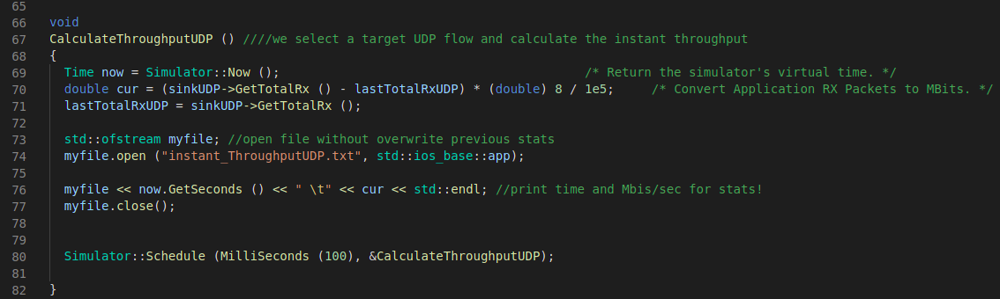 65
66 void
67 CalculateThroughputUDP () ////we select a target UDP flow and calculate the instant throughput
68 {
69   Time now = Simulator::Now ();                                         /* Return the simulator's virtual time. */
70   double cur = (sinkUDP->GetTotalRx () - lastTotalRxUDP) * (double) 8 / 1e5;     /* Convert Application RX Packets to MBits. */
71   lastTotalRxUDP = sinkUDP->GetTotalRx ();
72
73   std::ofstream myfile; //open file without overwrite previous stats
74   myfile.open ("instant_ThroughputUDP.txt", std::ios_base::app);
75
76   myfile << now.GetSeconds () << " \t" << cur << std::endl; //print time and Mbis/sec for stats!
77   myfile.close();
78
79
80   Simulator::Schedule (MilliSeconds (100), &CalculateThroughputUDP);
81
82 }